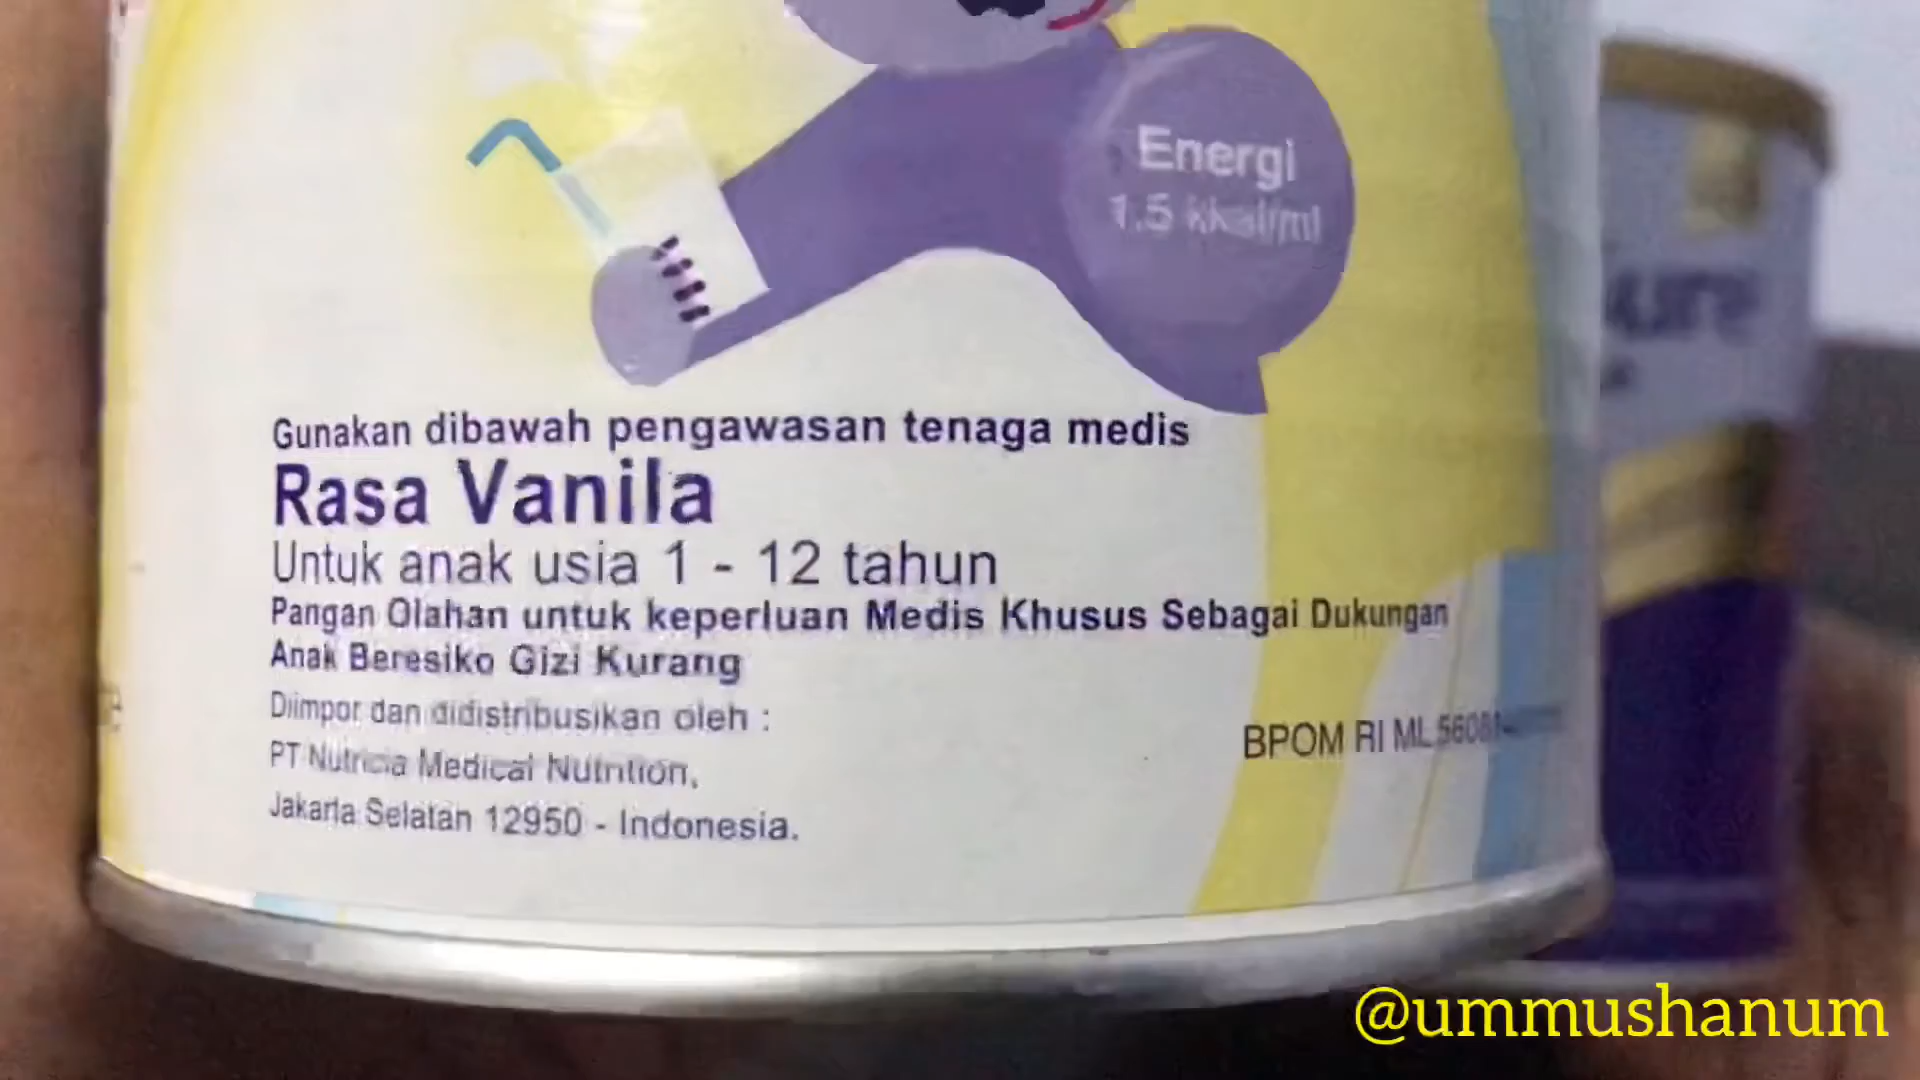 Energi
1.5 kkal/ml
Gunakan dibawah pengawasan tenaga medis
Rasa Vanila
Untuk anak usia 1 - 12 tahun
Pangan Olahan untuk keperluan Medis Khusus Sebagai Dukungan
Anak Beresiko Gizi Kurang
Diimpor dan didistribusikan oleh :
PT Nutricia Medical Nutrition,
Jakarta Selatan 12950 - Indonesia.
BPOM RI ML
@ummushanum